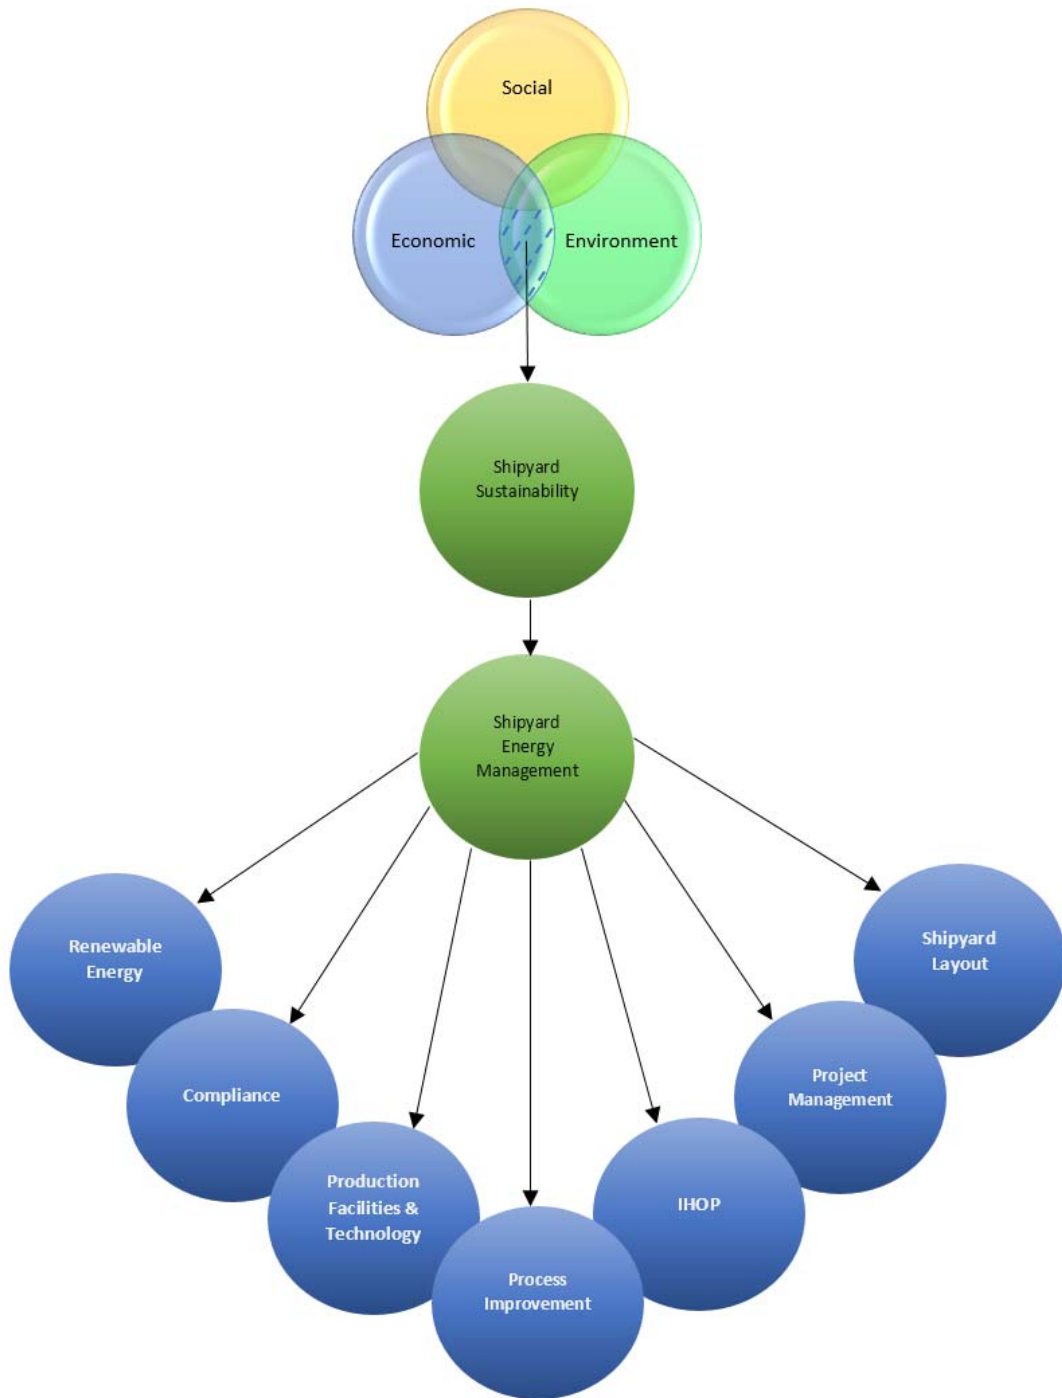 Social
Economic
Environment
Shipyard
Sustainability
Shipyard
Energy
Management
Renewable
Energy
Compliance
Production
Facilities &
Technology
Process
Improvement
IHOP
Project
Management
Shipyard
Layout